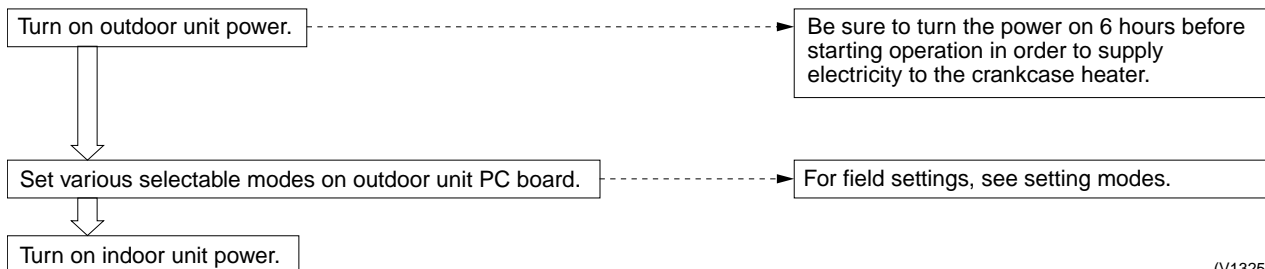 Turn on outdoor unit power.
Be sure to turn the power on 6 hours before
starting operation in order to supply
electricity to the crankcase heater.
Set various selectable modes on outdoor unit PC board.
For field settings, see setting modes.
Turn on indoor unit power.
(V1325